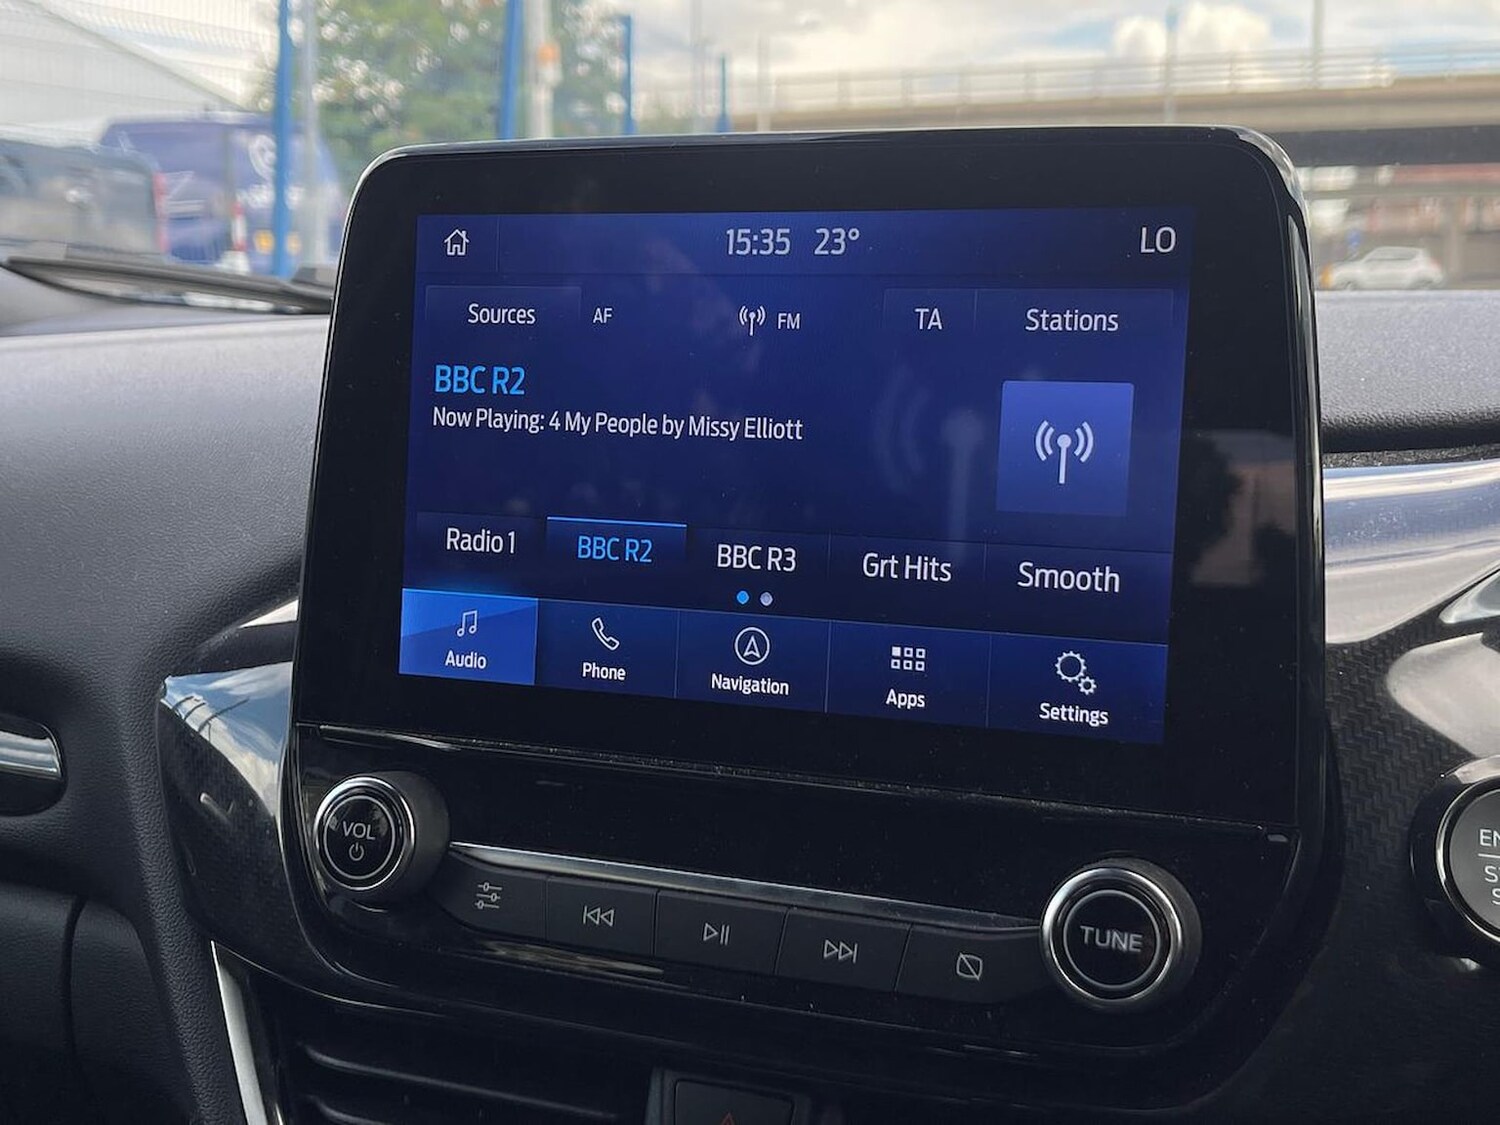 15:35 23° LO
Sources AF FM TA Stations
BBC R2
Now Playing: 4 My People by Missy Elliott
Radio 1 BBC R2 BBC R3 Grt Hits Smooth
Audio Phone Navigation Apps Settings
VOL
TUNE